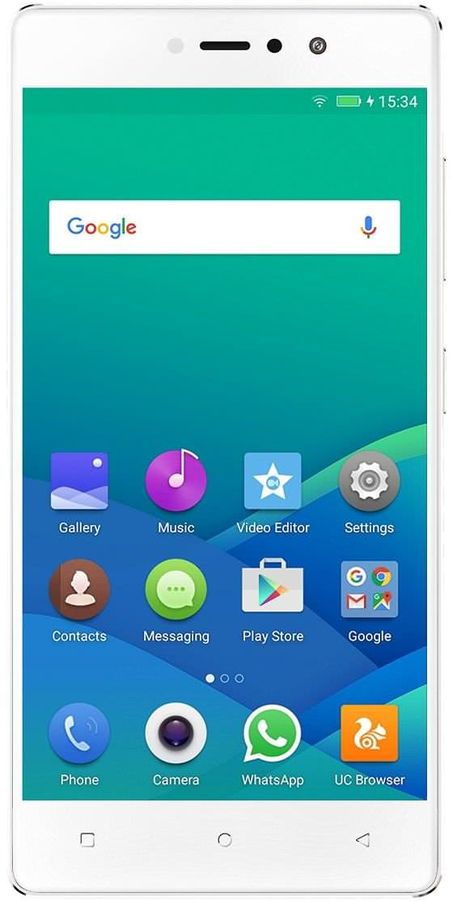 15:34
Google
Gallery Music Video Editor Settings
Contacts Messaging Play Store Google
Phone Camera WhatsApp UC Browser